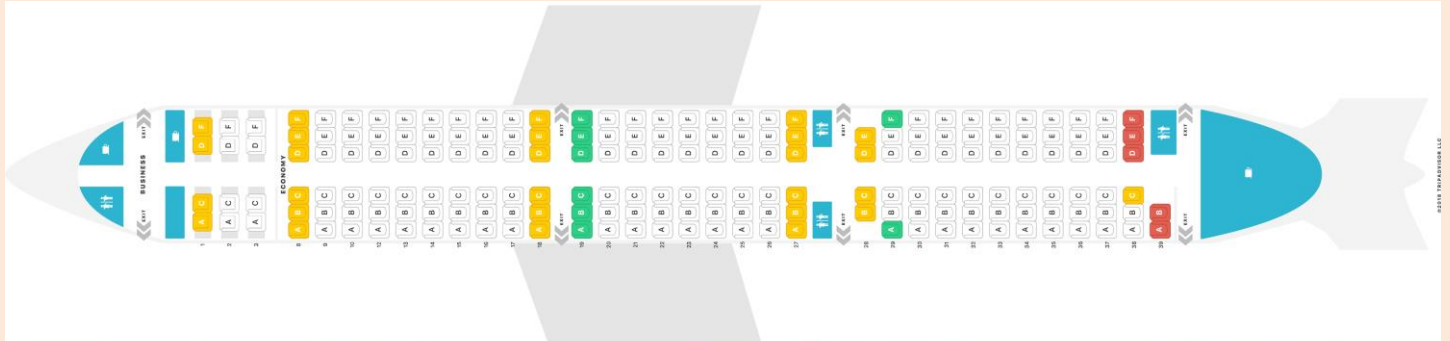 BUSINESS
EXIT EXIT
1 A C D F
2 A C D F
3 A C D F
ECONOMY
8 A B C D E F
9 A B C D E F
10 A B C D E F
11 A B C D E F
12 A B C D E F
14 A B C D E F
15 A B C D E F
16 A B C D E F
17 A B C D E F
18 A B C D E F
EXIT EXIT
19 A B C D E F
20 A B C D E F
21 A B C D E F
22 A B C D E F
23 A B C D E F
24 A B C D E F
25 A B C D E F
26 A B C D E F
27 A B C D E F
EXIT EXIT
28 B C D E
29 A B C D E F
30 A B C D E F
31 A B C D E F
32 A B C D E F
33 A B C D E F
34 A B C D E F
35 A B C D E F
36 A B C D E F
37 A B C D E F
38 A B C D E F
39 A B
EXIT EXIT
©2018 TRIPADVISOR LLC